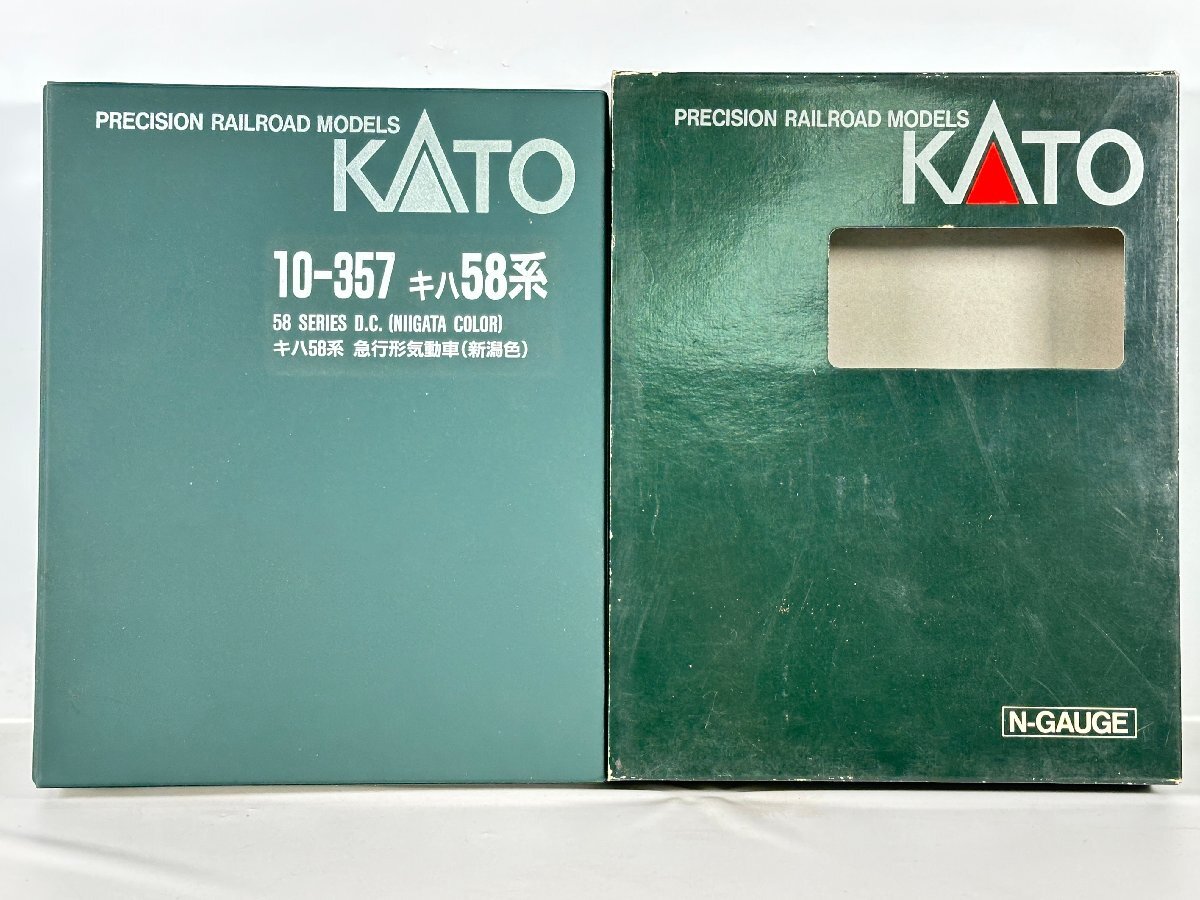 PRECISION RAILROAD MODELS
KATO
10-357 キハ58系
58 SERIES D.C. (NIIGATA COLOR)
キハ58系 急行形気動車(新潟色)
PRECISION RAILROAD MODELS
KATO
N-GAUGE